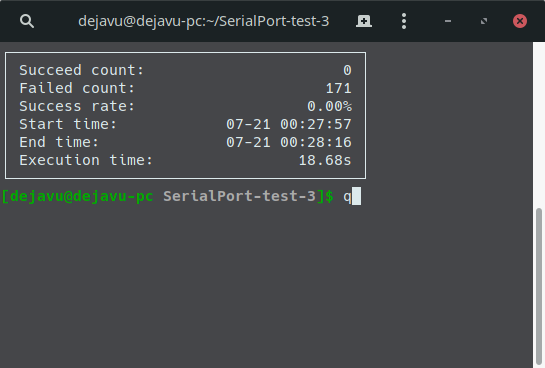 dejavu@dejavu-pc:~/SerialPort-test-3
Succeed count: 0
Failed count: 171
Success rate: 0.00%
Start time: 07-21 00:27:57
End time: 07-21 00:28:16
Execution time: 18.68s
[dejavu@dejavu-pc SerialPort-test-3]$ q